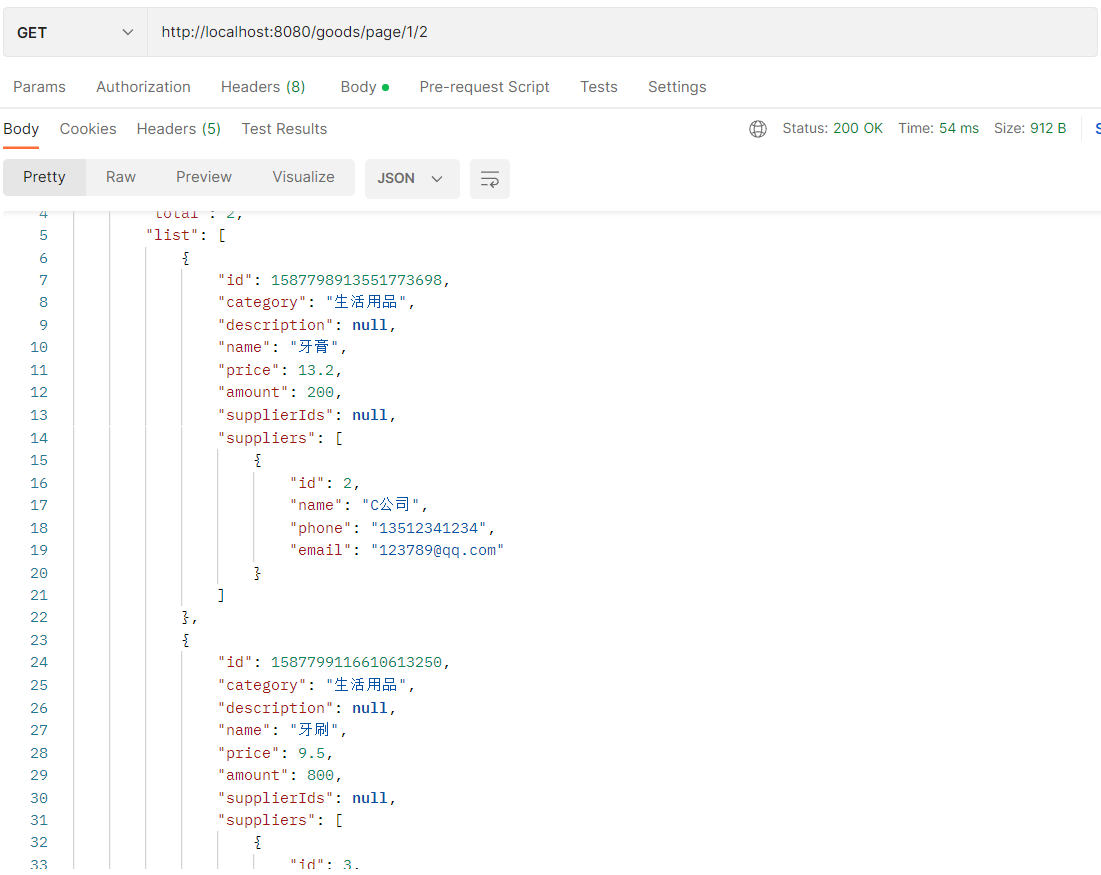 GET http://localhost:8080/goods/page/1/2
Params Authorization Headers (8) Body Pre-request Script Tests Settings
Body Cookies Headers (5) Test Results Status: 200 OK Time: 54 ms Size: 912 B S
Pretty Raw Preview Visualize JSON
4 "total": 2,
5 "list": [
6 {
7 "id": 1587798913551773698,
8 "category": "生活用品",
9 "description": null,
10 "name": "牙膏",
11 "price": 13.2,
12 "amount": 200,
13 "supplierIds": null,
14 "suppliers": [
15 {
16 "id": 2,
17 "name": "C公司",
18 "phone": "13512341234",
19 "email": "123789@qq.com"
20 }
21 ]
22 },
23 {
24 "id": 1587799116610613250,
25 "category": "生活用品",
26 "description": null,
27 "name": "牙刷",
28 "price": 9.5,
29 "amount": 800,
30 "supplierIds": null,
31 "suppliers": [
32 {
33 "id": 3,